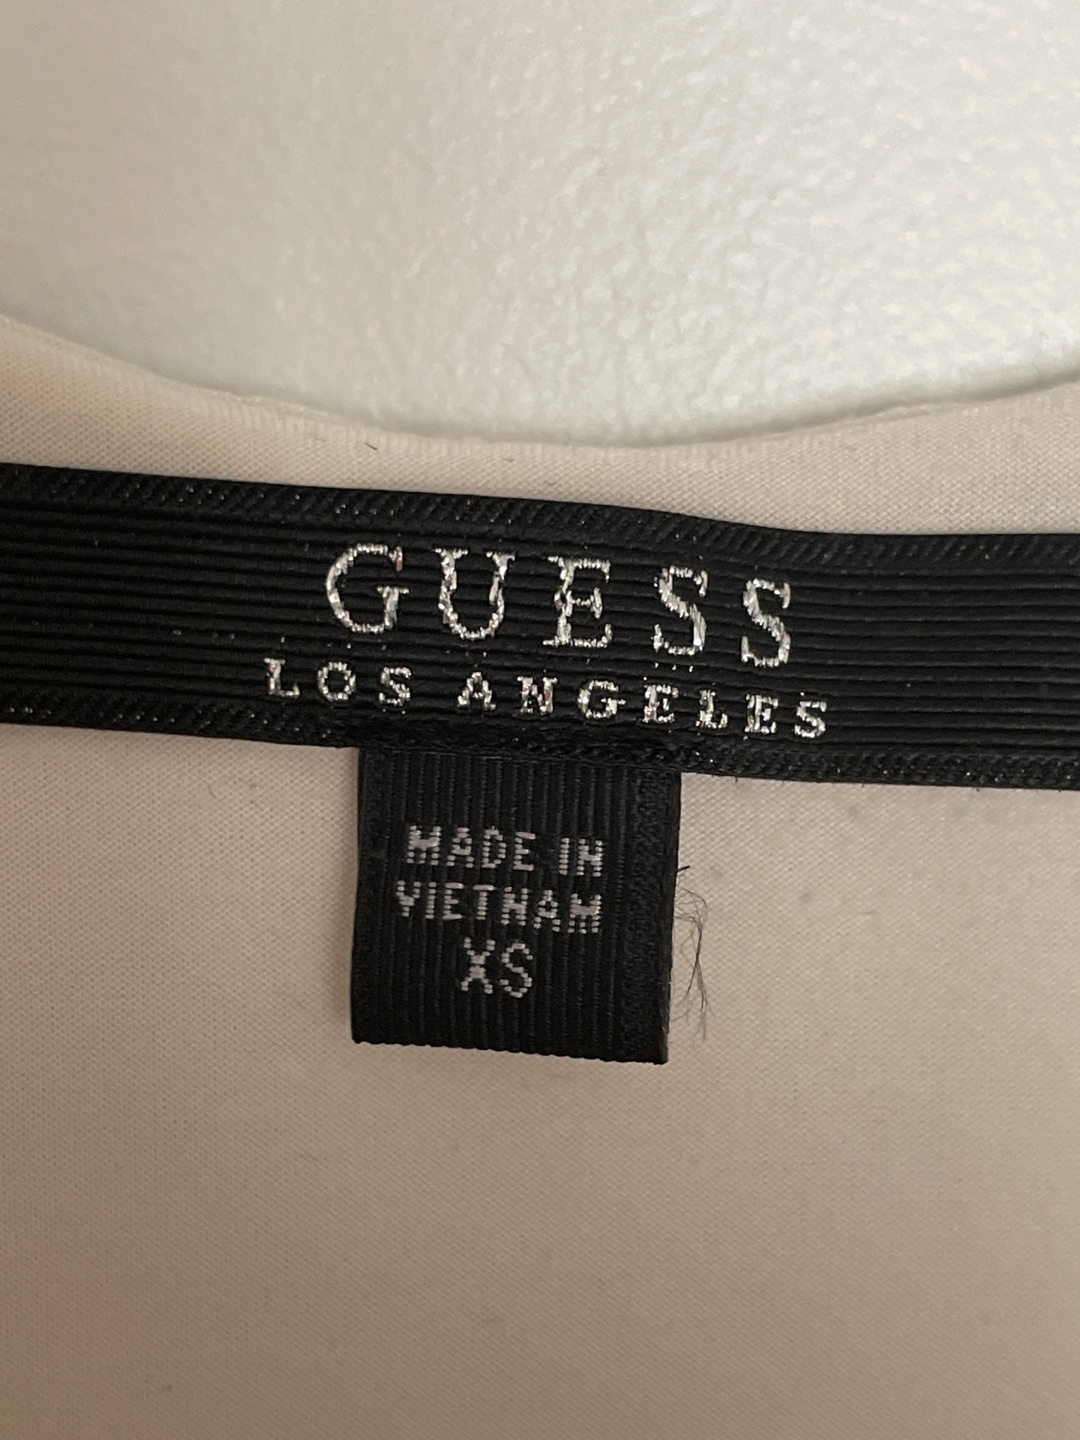 GUESS
LOS ANGELES
MADE IN
VIETNAM
XS